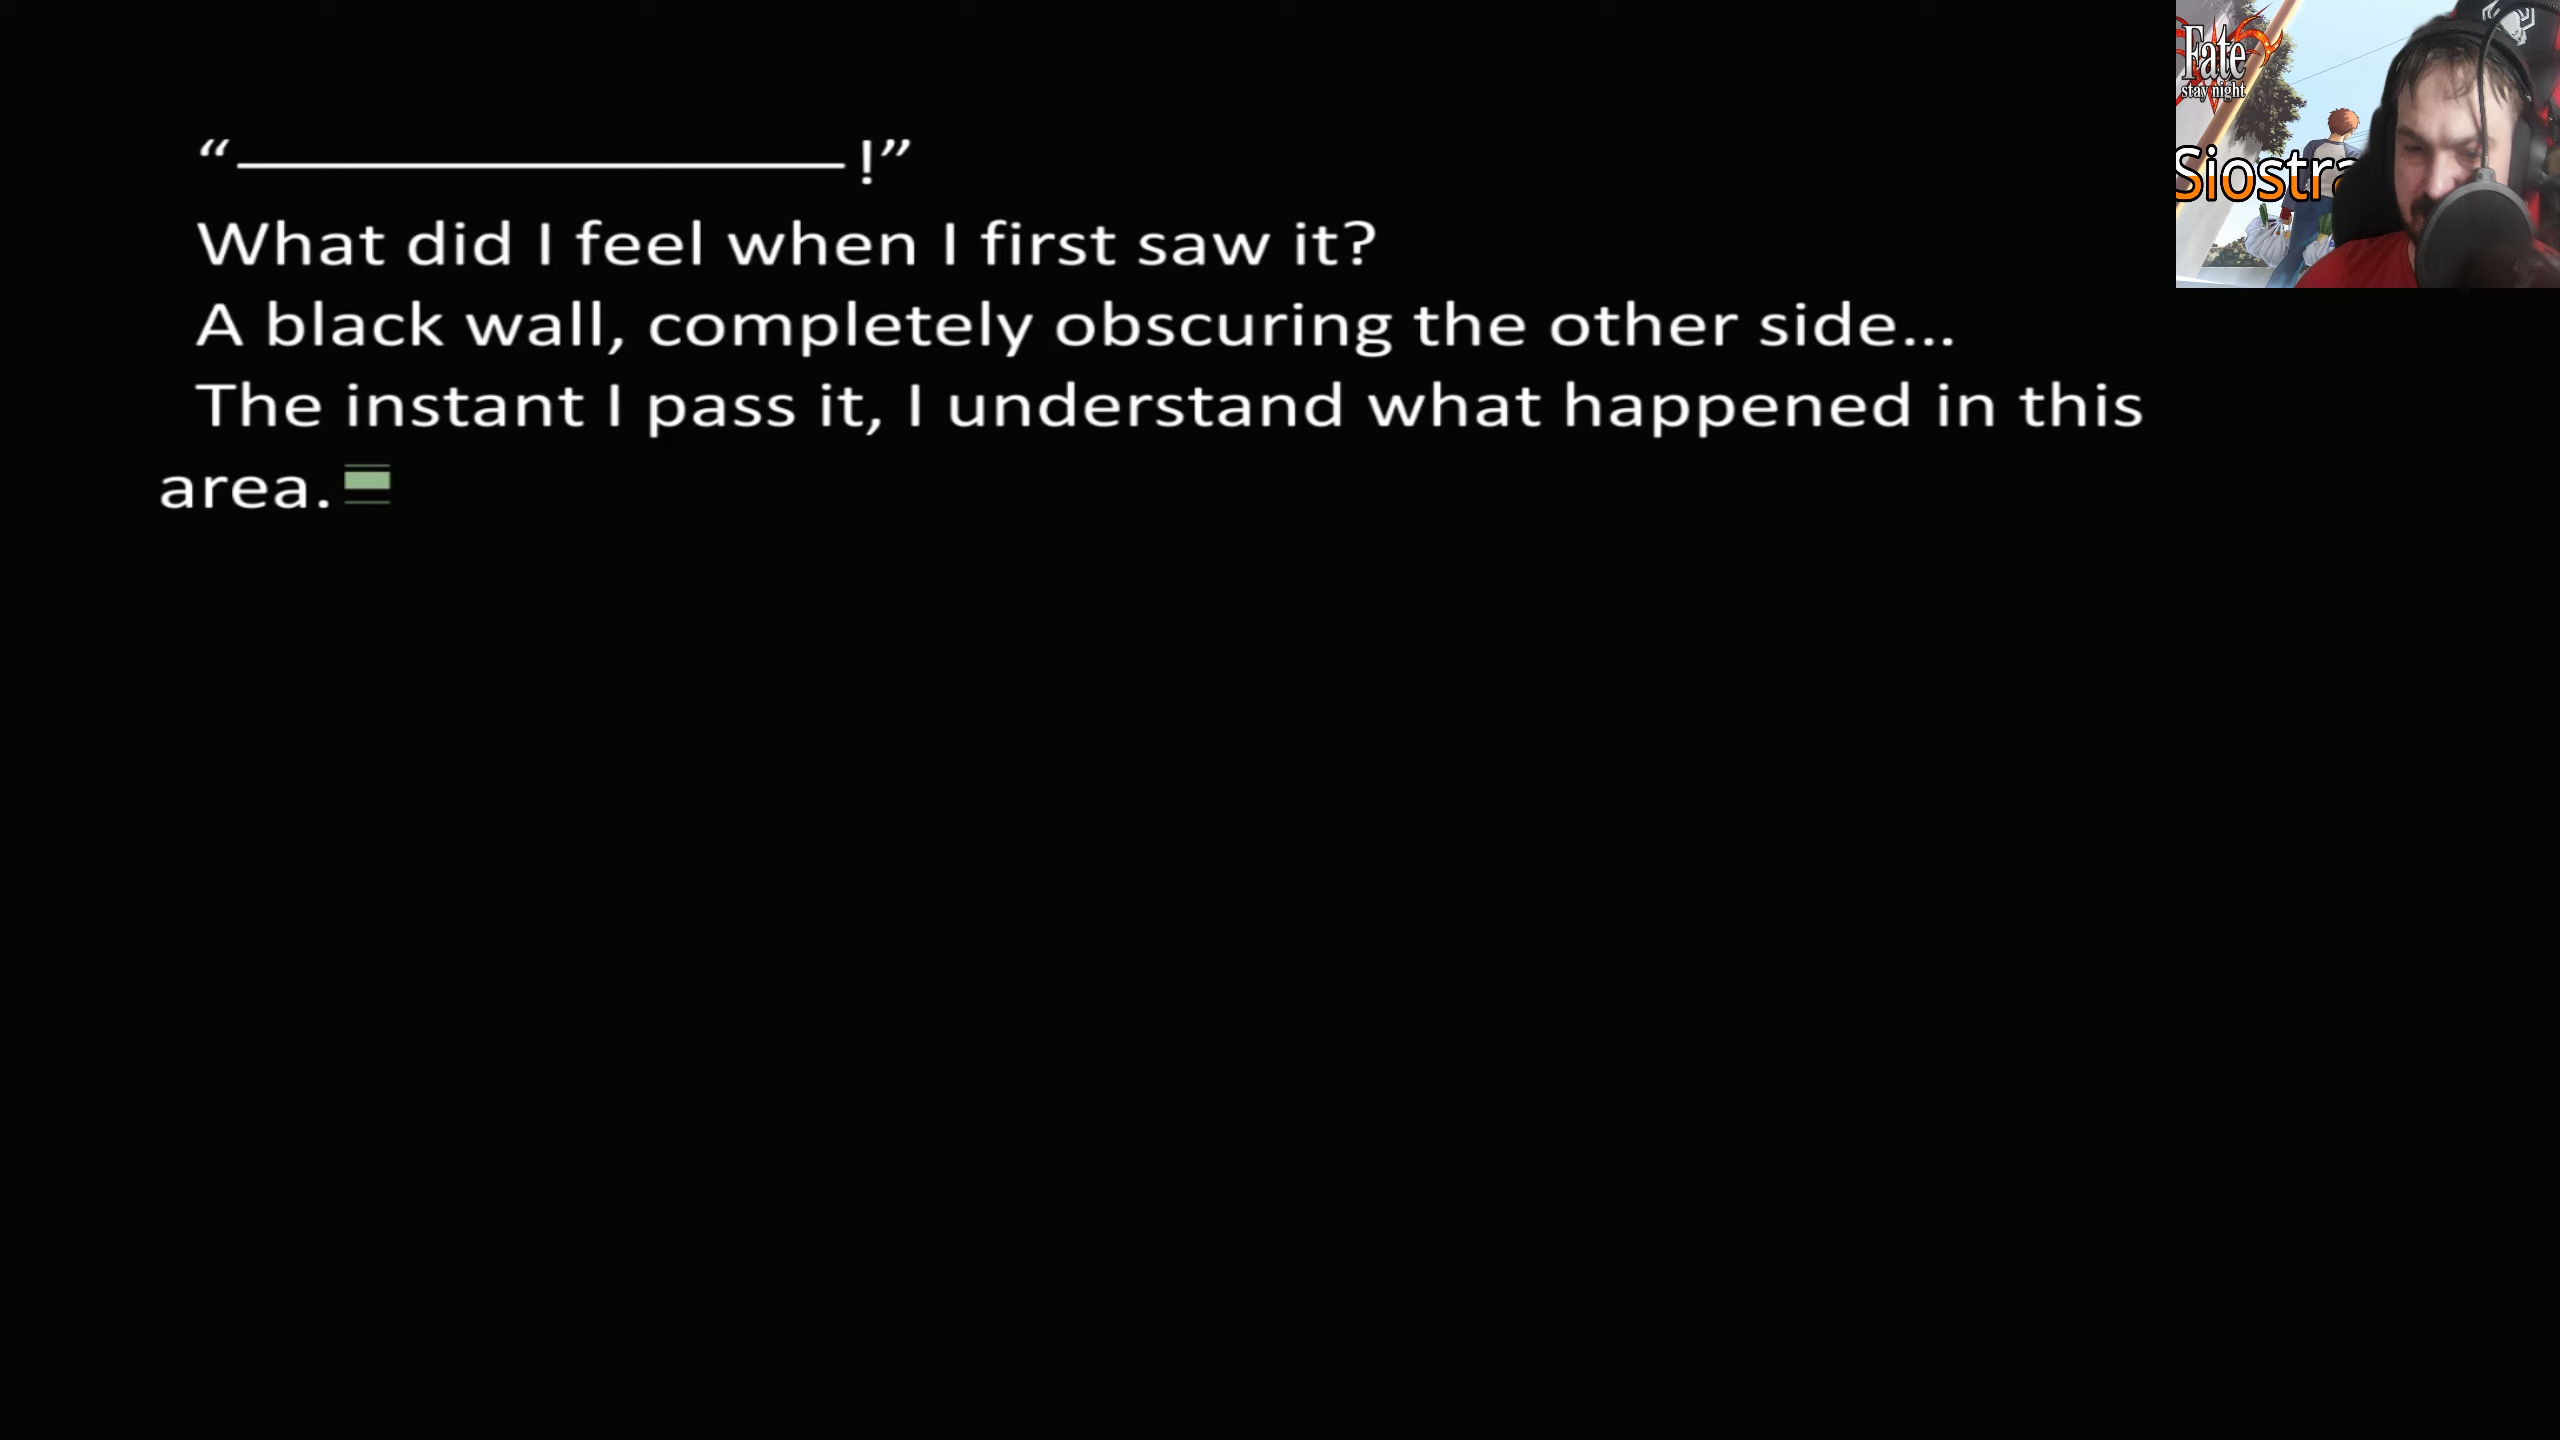 “―――――――――――!”
What did I feel when I first saw it?
A black wall, completely obscuring the other side...
The instant I pass it, I understand what happened in this
area.
Fate
stay night
Siostra